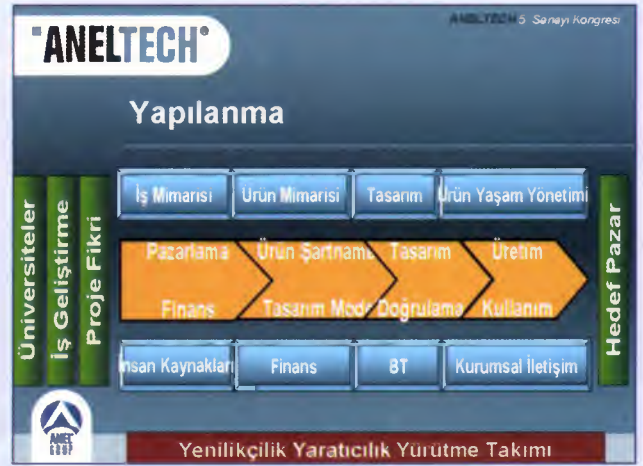 ANELTECH 5 Sanayi Kongresi
"ANELTECH"
Yapılanma
Üniversiteler
İş Geliştirme
Proje Fikri
İş Mimarisi
Ürün Mimarisi
Tasarım
Ürün Yaşam Yönetimi
Pazarlama
Ürün Şartname
Tasarım
Üretim
Finans
Tasarım Mode
Doğrulama
Kullanım
İnsan Kaynakları
Finans
BT
Kurumsal İletişim
Hedef Pazar
ANEL
GRUP
Yenilikçilik Yaratıcılık Yürütme Takımı